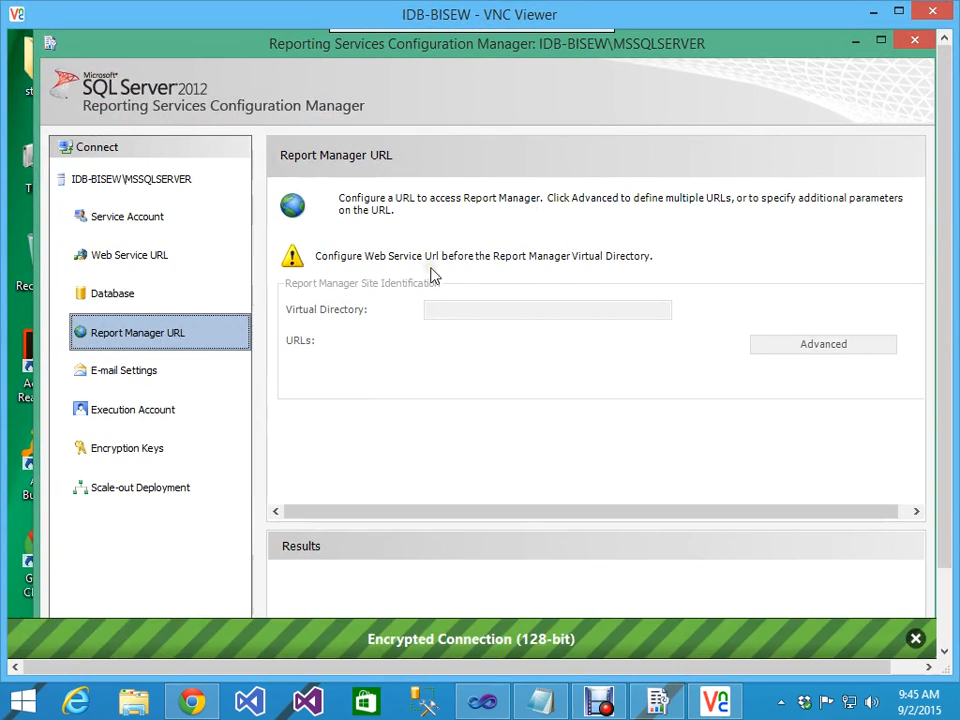 IDB-BISEW - VNC Viewer
Reporting Services Configuration Manager: IDB-BISEW\MSSQLSERVER
Microsoft®
SQL Server 2012
Reporting Services Configuration Manager
Connect
IDB-BISEW\MSSQLSERVER
Service Account
Web Service URL
Database
Report Manager URL
E-mail Settings
Execution Account
Encryption Keys
Scale-out Deployment
Report Manager URL
Configure a URL to access Report Manager. Click Advanced to define multiple URLs, or to specify additional parameters
on the URL.
Configure Web Service Url before the Report Manager Virtual Directory.
Report Manager Site Identification
Virtual Directory:
URLs:
Advanced
Results
Encrypted Connection (128-bit)
9:45 AM
9/2/2015